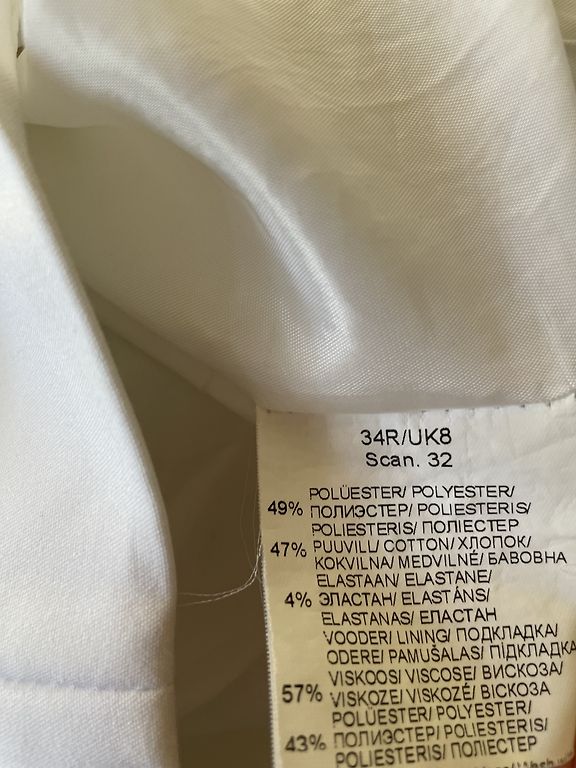 34R/UK8
Scan. 32
POLÜESTER/ POLYESTER/
49% ПОЛИЭСТЕР/ POLIESTERIS/
POLIESTERIS/ ПОЛІЕСТЕР
47% PUUVILL/ COTTON/ ХЛОПОК/
KOKVILNA/ MEDVILNĖ/ БАВОВНА
ELASTAAN/ ELASTANE/
4% ЭЛАСТАН/ ELASTĀNS/
ELASTANAS/ ЕЛАСТАН
VOODER/ LINING/ ПОДКЛАДКА/
ODERE/ PAMUŠALAS/ ПІДКЛАДКА
VISKOOS/ VISCOSE/ ВИСКОЗА/
57% VISKOZE/ VISKOZĖ/ ВІСКОЗА
POLÜESTER/ POLYESTER/
43% ПОЛИЭСТЕР/ POLIESTERIS/
POLIESTERIS/ ПОЛІЕСТЕР